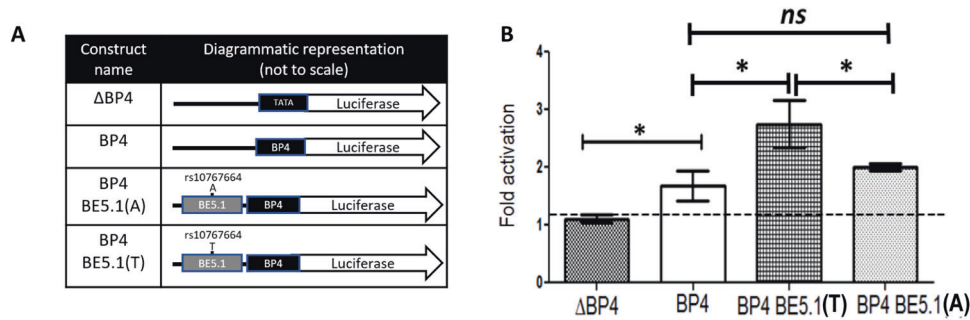 A
Construct name
Diagrammatic representation (not to scale)
ΔBP4
TATA
Luciferase
BP4
BP4
Luciferase
BP4
BE5.1(A)
rs10767664
A
BE5.1
BP4
Luciferase
BP4
BE5.1(T)
rs10767664
T
BE5.1
BP4
Luciferase
B
ns
*
*
*
Fold activation
4
3
2
1
0
ΔBP4
BP4
BP4 BE5.1(T)
BP4 BE5.1(A)